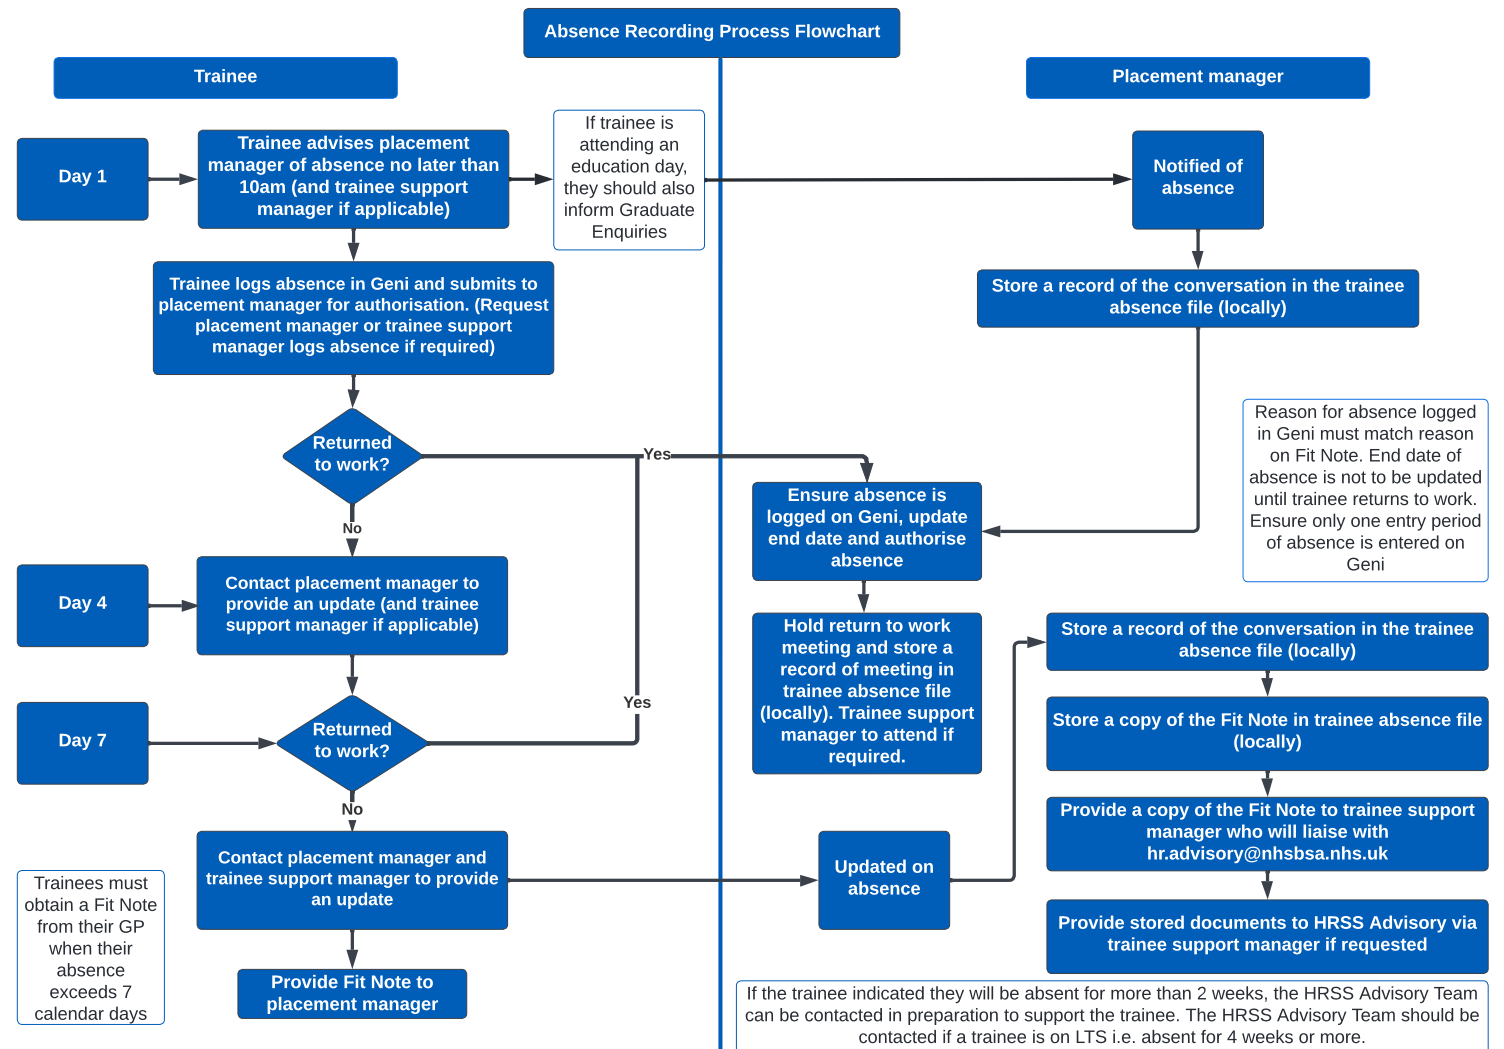 Absence Recording Process Flowchart
Trainee
Placement manager
Day 1
Trainee advises placement
manager of absence no later than
10am (and trainee support
manager if applicable)
If trainee is
attending an
education day,
they should also
inform Graduate
Enquiries
Notified of
absence
Trainee logs absence in Geni and submits to
placement manager for authorisation. (Request
placement manager or trainee support
manager logs absence if required)
Store a record of the conversation in the trainee
absence file (locally)
Returned
to work?
Yes
No
Ensure absence is
logged on Geni, update
end date and authorise
absence
Reason for absence logged
in Geni must match reason
on Fit Note. End date of
absence is not to be updated
until trainee returns to work.
Ensure only one entry period
of absence is entered on
Geni
Day 4
Contact placement manager to
provide an update (and trainee
support manager if applicable)
Hold return to work
meeting and store a
record of meeting in
trainee absence file
(locally). Trainee support
manager to attend if
required.
Store a record of the conversation in the trainee
absence file (locally)
Day 7
Returned
to work?
Yes
No
Store a copy of the Fit Note in trainee absence file
(locally)
Provide a copy of the Fit Note to trainee support
manager who will liaise with
hr.advisory@nhsbsa.nhs.uk
Contact placement manager and
trainee support manager to provide
an update
Updated on
absence
Trainees must
obtain a Fit Note
from their GP
when their
absence
exceeds 7
calendar days
Provide stored documents to HRSS Advisory via
trainee support manager if requested
Provide Fit Note to
placement manager
If the trainee indicated they will be absent for more than 2 weeks, the HRSS Advisory Team
can be contacted in preparation to support the trainee. The HRSS Advisory Team should be
contacted if a trainee is on LTS i.e. absent for 4 weeks or more.